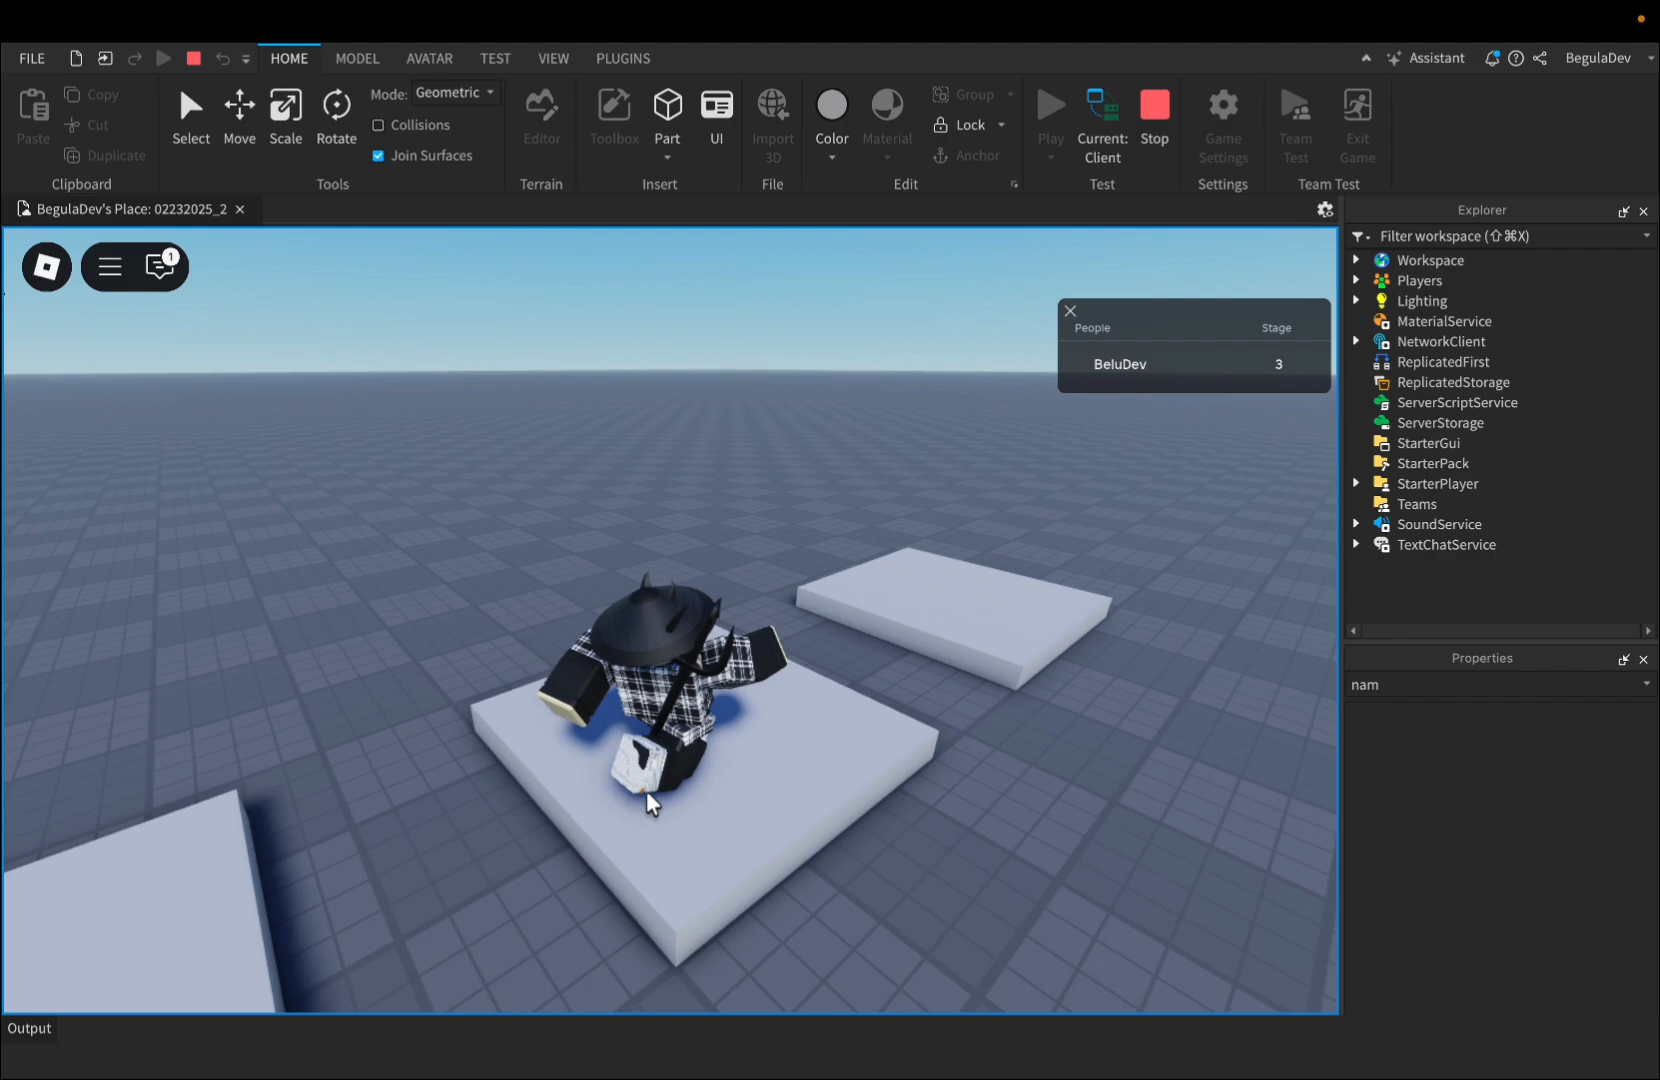 FILE
HOME
MODEL
AVATAR
TEST
VIEW
PLUGINS
Assistant
BegulaDev
Paste
Copy
Cut
Duplicate
Clipboard
Select
Move
Scale
Rotate
Mode: Geometric
Collisions
Join Surfaces
Tools
Editor
Terrain
Toolbox
Part
UI
Insert
Import
3D
File
Color
Material
Group
Lock
Anchor
Edit
Play
Current:
Client
Stop
Test
Game
Settings
Settings
Team
Test
Exit
Game
Team Test
BegulaDev's Place: 02232025_2
1
People Stage
BeluDev 3
Explorer
Filter workspace (⇧⌘X)
Workspace
Players
Lighting
MaterialService
NetworkClient
ReplicatedFirst
ReplicatedStorage
ServerScriptService
ServerStorage
StarterGui
StarterPack
StarterPlayer
Teams
SoundService
TextChatService
Properties
nam
Output